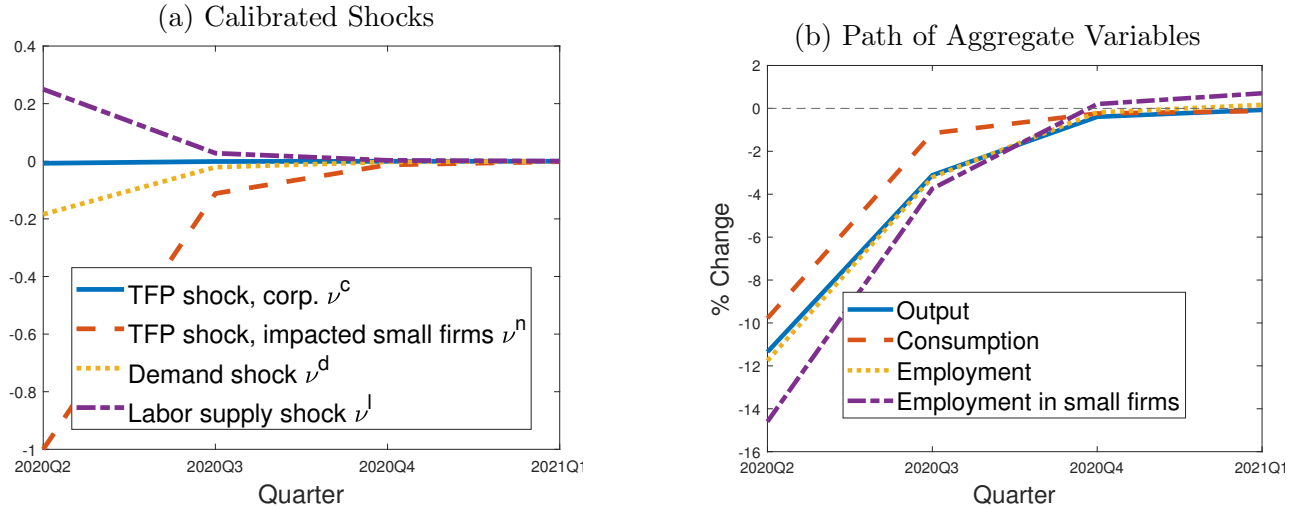 (a) Calibrated Shocks
0.4
0.2
0
-0.2
-0.4
-0.6
-0.8
-1
TFP shock, corp. ν^c
TFP shock, impacted small firms ν^n
Demand shock ν^d
Labor supply shock ν^l
2020Q2 2020Q3 2020Q4 2021Q1
Quarter
(b) Path of Aggregate Variables
% Change
2
0
-2
-4
-6
-8
-10
-12
-14
-16
Output
Consumption
Employment
Employment in small firms
2020Q2 2020Q3 2020Q4 2021Q1
Quarter